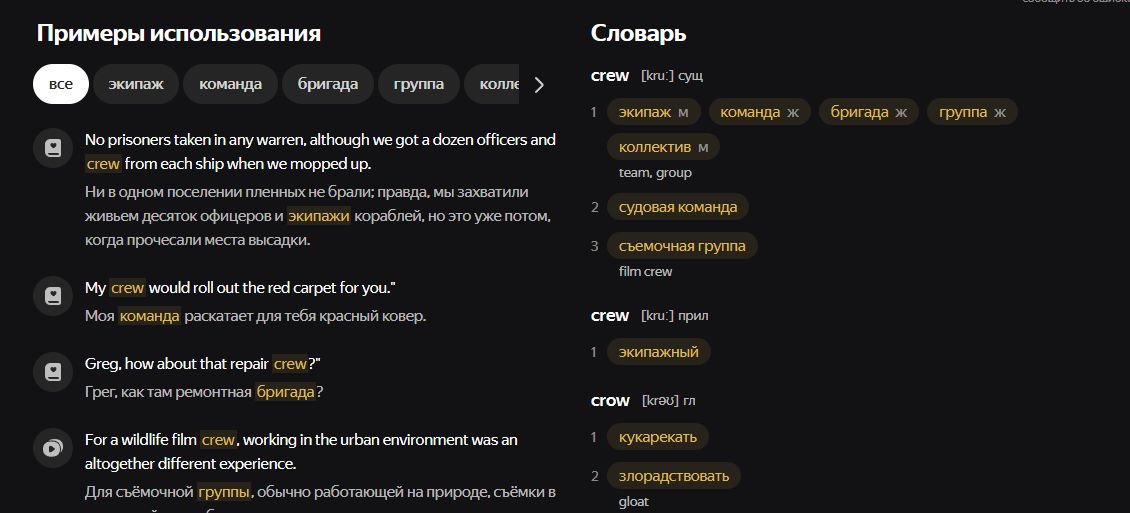 Примеры использования
все экипаж команда бригада группа колле
No prisoners taken in any warren, although we got a dozen officers and
crew from each ship when we mopped up.
Ни в одном поселении пленных не брали; правда, мы захватили
живьем десяток офицеров и экипажи кораблей, но это уже потом,
когда прочесали места высадки.
My crew would roll out the red carpet for you."
Моя команда раскатает для тебя красный ковер.
Greg, how about that repair crew?"
Грег, как там ремонтная бригада?
For a wildlife film crew, working in the urban environment was an
altogether different experience.
Для съёмочной группы, обычно работающей на природе, съёмки в
Словарь
crew [kruː] сущ
1 экипаж м команда ж бригада ж группа ж
коллектив м
team, group
2 судовая команда
3 съемочная группа
film crew
crew [kruː] прил
1 экипажный
crow [krəʊ] гл
1 кукарекать
2 злорадствовать
gloat